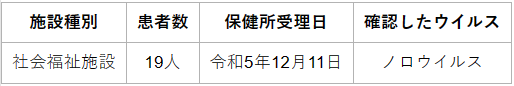 施設種別 患者数 保健所受理日 確認したウイルス
社会福祉施設 19人 令和5年12月11日 ノロウイルス